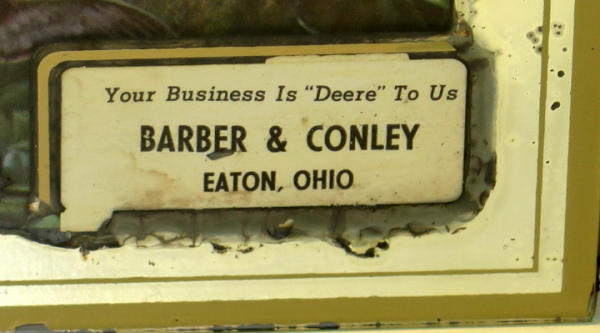 Your Business Is "Deere" To Us
BARBER & CONLEY
EATON, OHIO